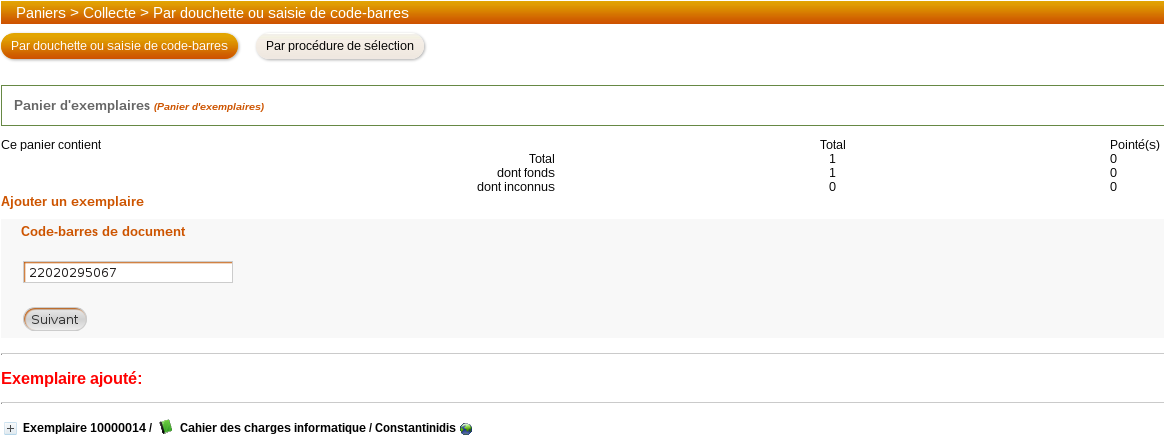 Paniers > Collecte > Par douchette ou saisie de code-barres
Par douchette ou saisie de code-barres Par procédure de sélection
Panier d'exemplaires (Panier d'exemplaires)
Ce panier contient Total Pointé(s)
Total 1 0
dont fonds 1 0
dont inconnus 0 0
Ajouter un exemplaire
Code-barres de document
22020295067
Suivant
Exemplaire ajouté:
Exemplaire 10000014 / Cahier des charges informatique / Constantinidis